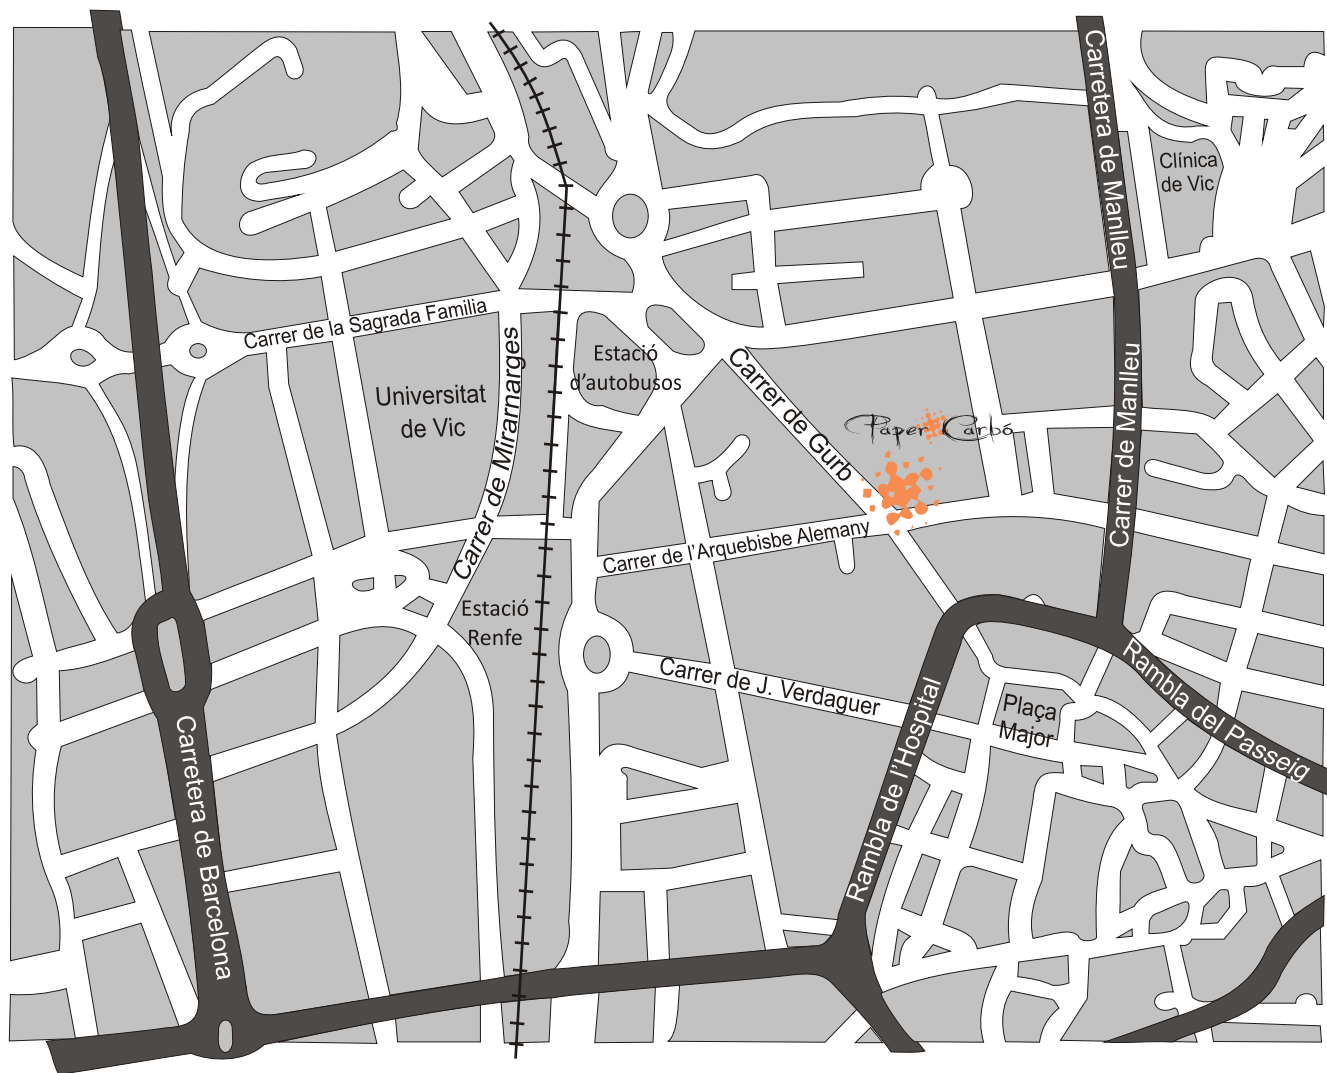 Carretera de Manlleu
Clínica
de Vic
Carrer de la Sagrada Familia
Estació
d'autobusos
Universitat
de Vic
Carrer de Mirarnarges
Carrer de Gurb
Paper Carbó
Carrer de Manlleu
Carrer de l'Arquebisbe Alemany
Estació
Renfe
Carrer de J. Verdaguer
Rambla de l'Hospital
Plaça
Major
Rambla del Passeig
Carretera de Barcelona